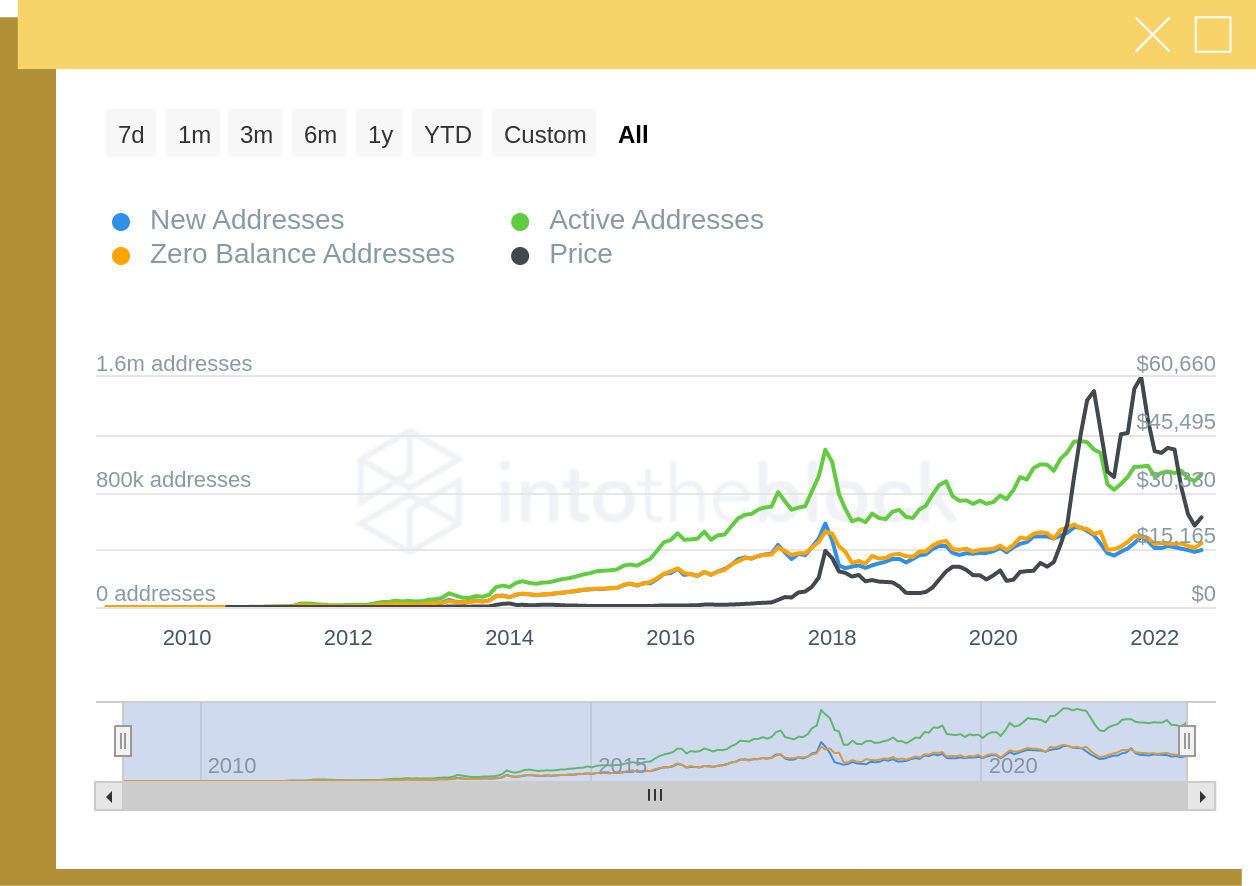 7d 1m 3m 6m 1y YTD Custom All
New Addresses Active Addresses
Zero Balance Addresses Price
1.6m addresses $60,660
$45,495
intotheblock
800k addresses $30,330
$15,165
0 addresses $0
2010 2012 2014 2016 2018 2020 2022
2010 2015 2020